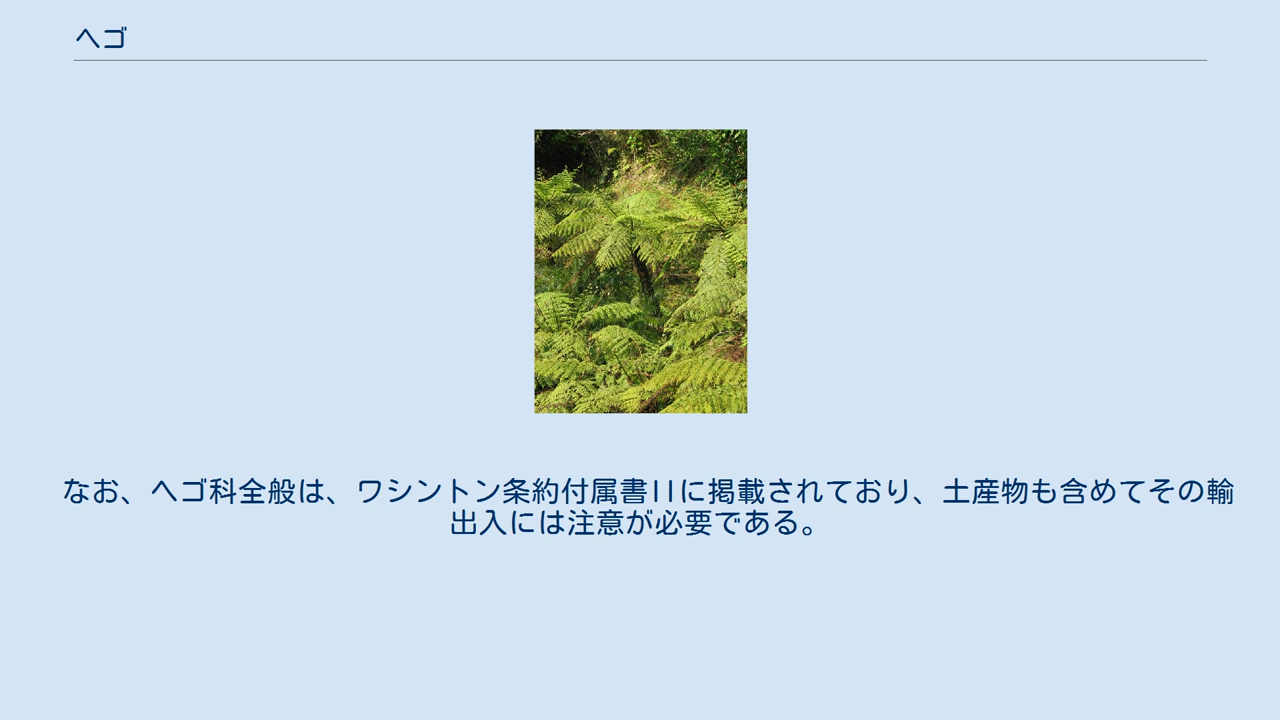 ヘゴ
なお、ヘゴ科全般は、ワシントン条約付属書IIに掲載されており、土産物も含めてその輸
出入には注意が必要である。